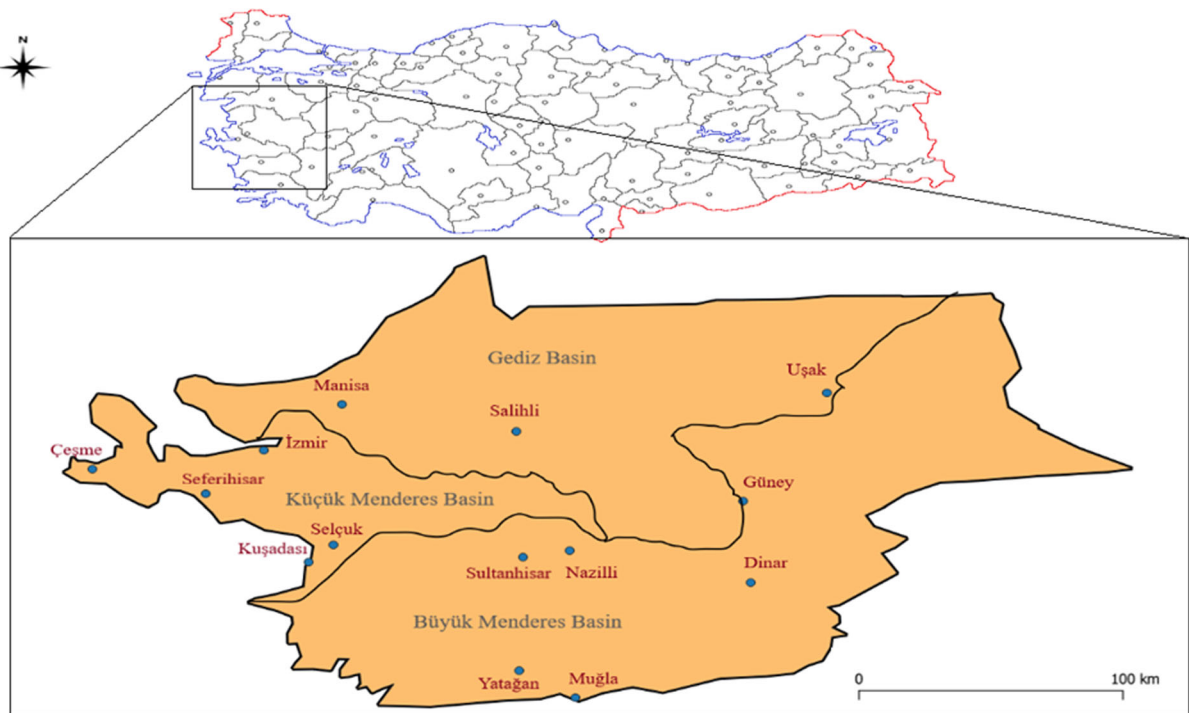 N
Gediz Basin
Uşak
Manisa
Salihli
İzmir
Çeşme
Seferihisar
Güney
Küçük Menderes Basin
Selçuk
Kuşadası
Sultanhisar
Nazilli
Dinar
Büyük Menderes Basin
Yatağan
Muğla
0
100 km